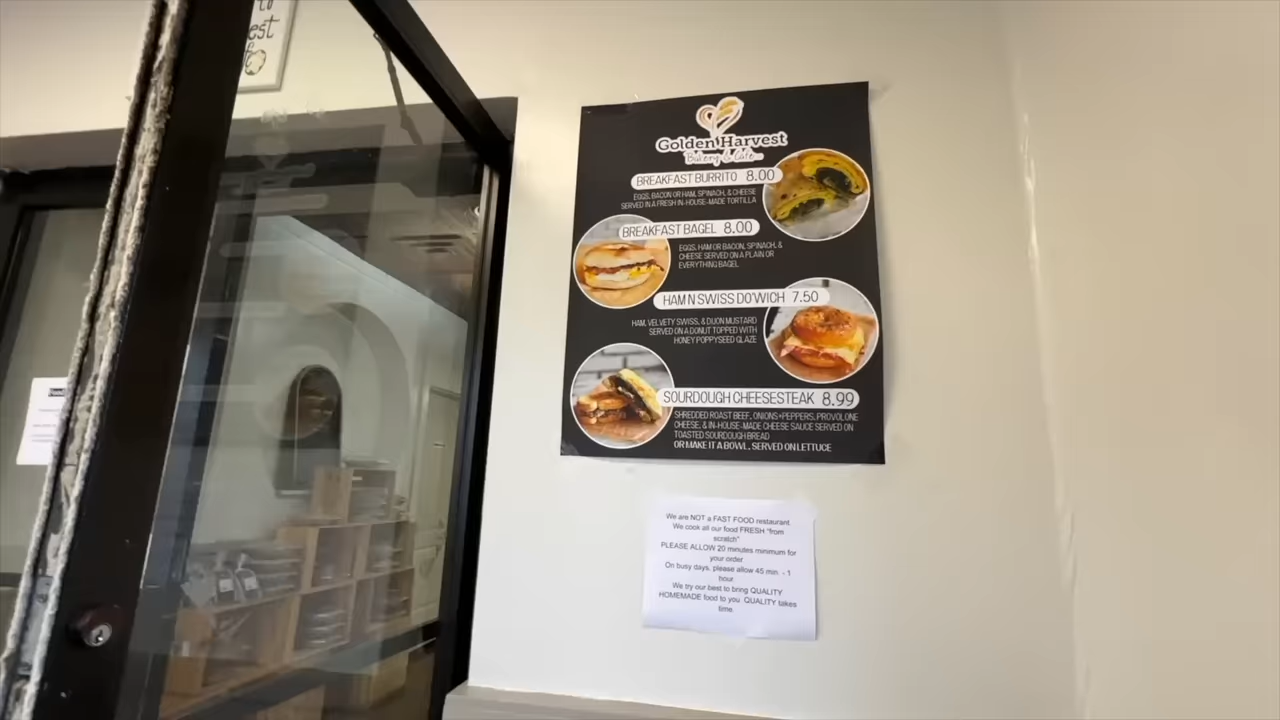 to
est
Food
Golden Harvest
Bakery & Cafe
BREAKFAST BURRITO 8.00
EGGS, BACON OR HAM, SPINACH, & CHEESE
SERVED IN A FRESH IN-HOUSE-MADE TORTILLA
BREAKFAST BAGEL 8.00
EGGS, HAM OR BACON, SPINACH, &
CHEESE SERVED ON A PLAIN OR
EVERYTHING BAGEL
HAM N SWISS DO'WICH 7.50
HAM, VELVETY SWISS, & DIJON MUSTARD
SERVED ON A DONUT TOPPED WITH
HONEY POPPYSEED GLAZE
SOURDOUGH CHEESESTEAK 8.99
SHREDDED ROAST BEEF, ONIONS+PEPPERS, PROVOLONE
CHEESE, & IN-HOUSE-MADE CHEESE SAUCE SERVED ON
TOASTED SOURDOUGH BREAD
OR MAKE IT A BOWL, SERVED ON LETTUCE
We are NOT a FAST FOOD restaurant
We cook all our food FRESH "from
scratch"
PLEASE ALLOW 20 minutes minimum for
your order
On busy days, please allow 45 min. - 1
hour
We try our best to bring QUALITY
HOMEMADE food to you QUALITY takes
time